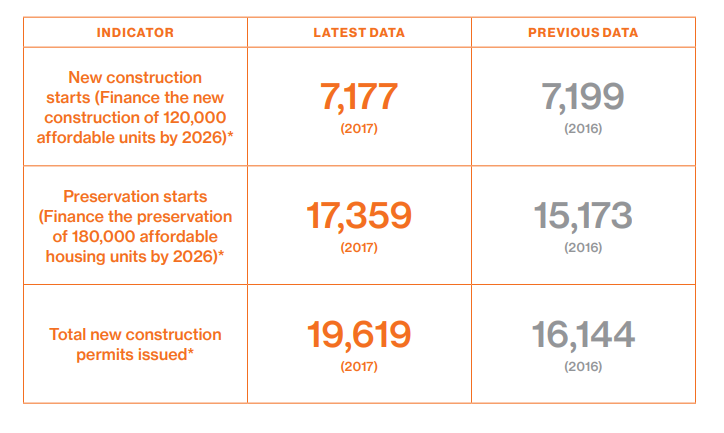 INDICATOR
LATEST DATA
PREVIOUS DATA
New construction
starts (Finance the new
construction of 120,000
affordable units by 2026)*
7,177
(2017)
7,199
(2016)
Preservation starts
(Finance the preservation
of 180,000 affordable
housing units by 2026)*
17,359
(2017)
15,173
(2016)
Total new construction
permits issued*
19,619
(2017)
16,144
(2016)